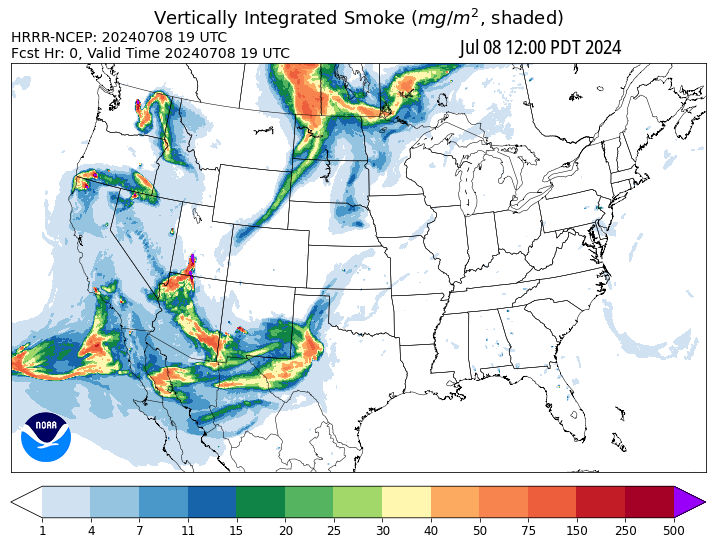 Vertically Integrated Smoke (mg/m², shaded)
HRRR-NCEP: 20240708 19 UTC
Fcst Hr: 0, Valid Time 20240708 19 UTC
Jul 08 12:00 PDT 2024
NOAA
1 4 7 11 15 20 25 30 40 50 75 150 250 500